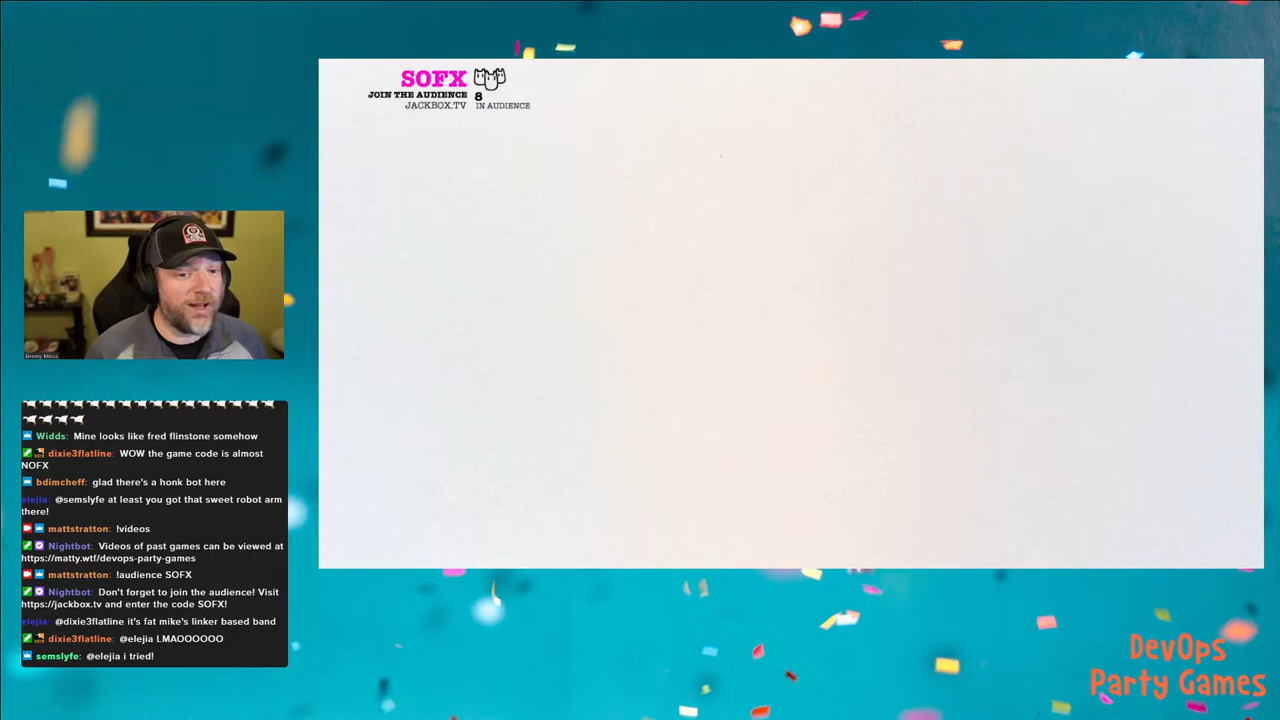 SOFX
JOIN THE AUDIENCE
JACKBOX.TV
8
IN AUDIENCE
Jeremy Meiss
Widds: Mine looks like fred flinstone somehow
dixie3flatline: WOW the game code is almost
NOFX
bdimcheff: glad there's a honk bot here
elejia: @semslyfe at least you got that sweet robot arm
there!
mattstratton: !videos
Nightbot: Videos of past games can be viewed at
https://matty.wtf/devops-party-games
mattstratton: !audience SOFX
Nightbot: Don't forget to join the audience! Visit
https://jackbox.tv and enter the code SOFX!
elejia: @dixie3flatline it's fat mike's linker based band
dixie3flatline: @elejia LMAOOOOOO
semslyfe: @elejia i tried!
DevOps
Party Games